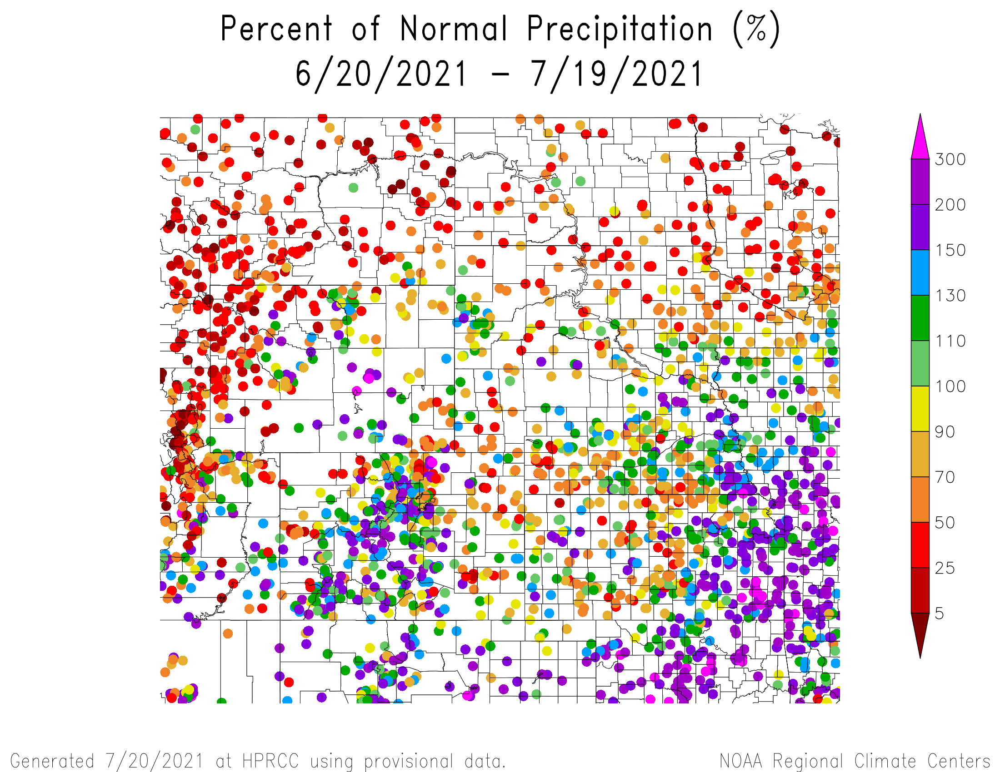 Percent of Normal Precipitation (%)
6/20/2021 – 7/19/2021
300
200
150
130
110
100
90
70
50
25
5
Generated 7/20/2021 at HPRCC using provisional data.
NOAA Regional Climate Centers